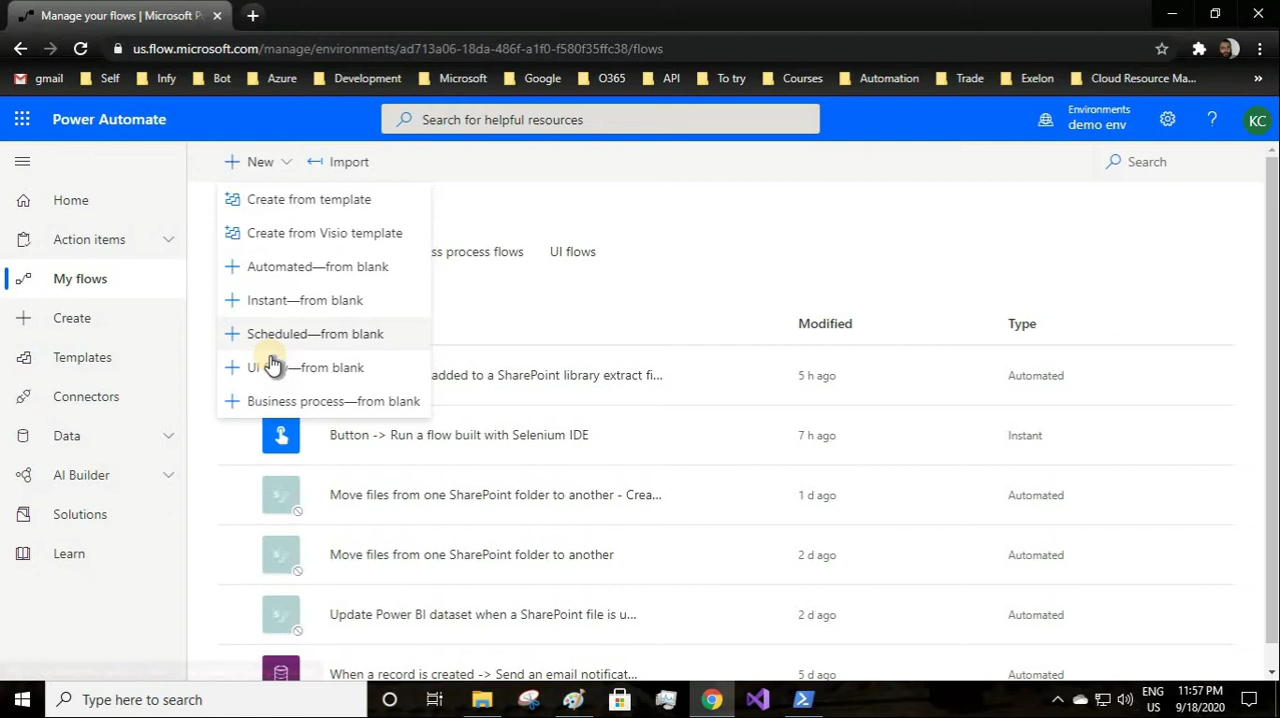 Manage your flows | Microsoft P
us.flow.microsoft.com/manage/environments/ad713a06-18da-486f-a1f0-f580f35ffc38/flows
gmail Self Infy Bot Azure Development Microsoft Google O365 API To try Courses Automation Trade Exelon Cloud Resource Ma... »
Power Automate
Search for helpful resources
Environments
demo env
?
KC
New
Import
Search
Home
Action items
My flows
Create
Templates
Connectors
Data
AI Builder
Solutions
Learn
Create from template
Create from Visio template
Automated—from blank
Instant—from blank
Scheduled—from blank
UI —from blank
Business process—from blank
ss process flows
UI flows
Modified
Type
added to a SharePoint library extract fi... 5 h ago Automated
Button -> Run a flow built with Selenium IDE 7 h ago Instant
Move files from one SharePoint folder to another - Crea... 1 d ago Automated
Move files from one SharePoint folder to another 2 d ago Automated
Update Power BI dataset when a SharePoint file is u... 2 d ago Automated
When a record is created -> Send an email notificat... 5 d ago Automated
Type here to search
ENG
US
11:57 PM
9/18/2020